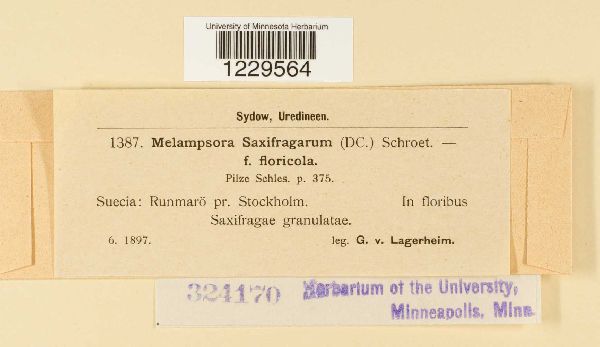 University of Minnesota Herbarium
1229564
Sydow, Uredineen.
1387. Melampsora Saxifragarum (DC.) Schroet. —
f. floricola.
Pilze Schles. p. 375.
Suecia: Runmarö pr. Stockholm. In floribus
Saxifragae granulatae.
6. 1897. leg. G. v. Lagerheim.
324170 Herbarium of the University,
Minneapolis, Minn.